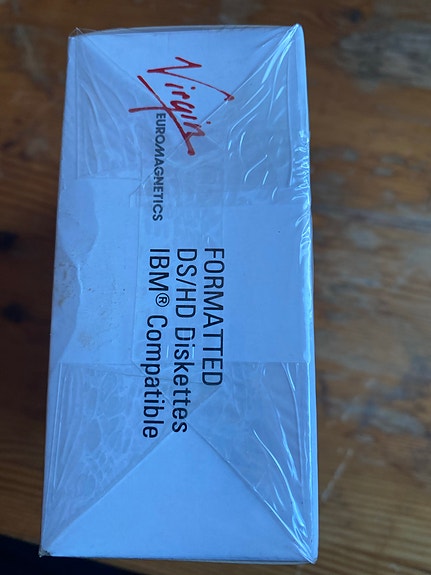 Virgin
EUROMAGNETICS
FORMATTED
DS/HD Diskettes
IBM® Compatible